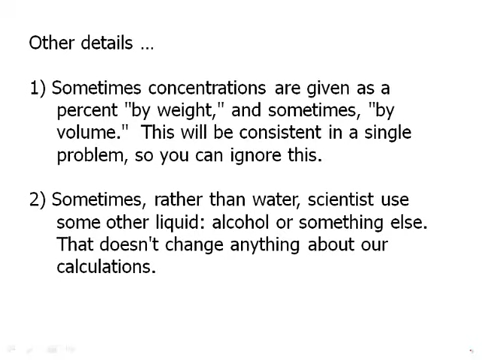 Other details ...
1) Sometimes concentrations are given as a
percent "by weight," and sometimes, "by
volume."  This will be consistent in a single
problem, so you can ignore this.
2) Sometimes, rather than water, scientist use
some other liquid: alcohol or something else.
That doesn't change anything about our
calculations.